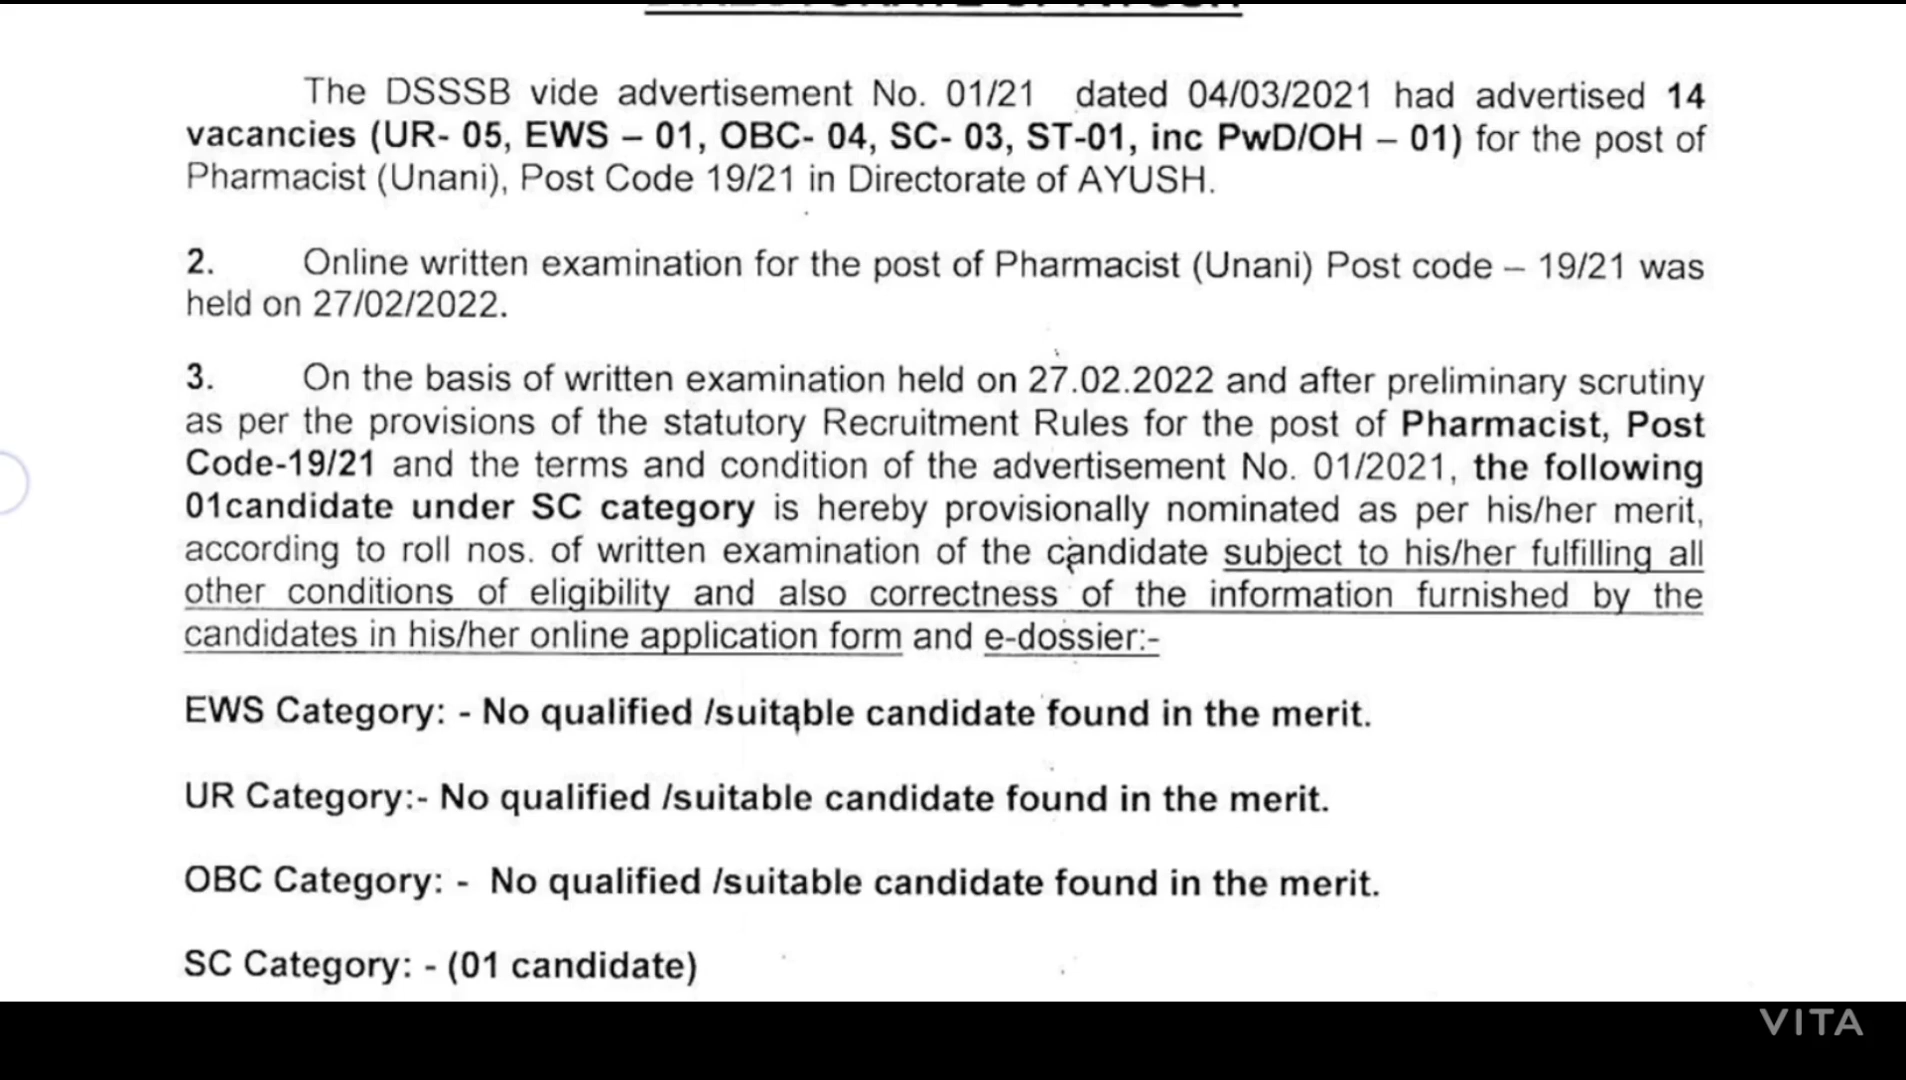 The DSSSB vide advertisement No. 01/21 dated 04/03/2021 had advertised 14
vacancies (UR- 05, EWS – 01, OBC- 04, SC- 03, ST-01, inc PwD/OH – 01) for the post of
Pharmacist (Unani), Post Code 19/21 in Directorate of AYUSH.
2. Online written examination for the post of Pharmacist (Unani) Post code – 19/21 was
held on 27/02/2022.
3. On the basis of written examination held on 27.02.2022 and after preliminary scrutiny
as per the provisions of the statutory Recruitment Rules for the post of Pharmacist, Post
Code-19/21 and the terms and condition of the advertisement No. 01/2021, the following
01candidate under SC category is hereby provisionally nominated as per his/her merit,
according to roll nos. of written examination of the candidate subject to his/her fulfilling all
other conditions of eligibility and also correctness of the information furnished by the
candidates in his/her online application form and e-dossier:-
EWS Category: - No qualified /suitable candidate found in the merit.
UR Category:- No qualified /suitable candidate found in the merit.
OBC Category: - No qualified /suitable candidate found in the merit.
SC Category: - (01 candidate)
VITA